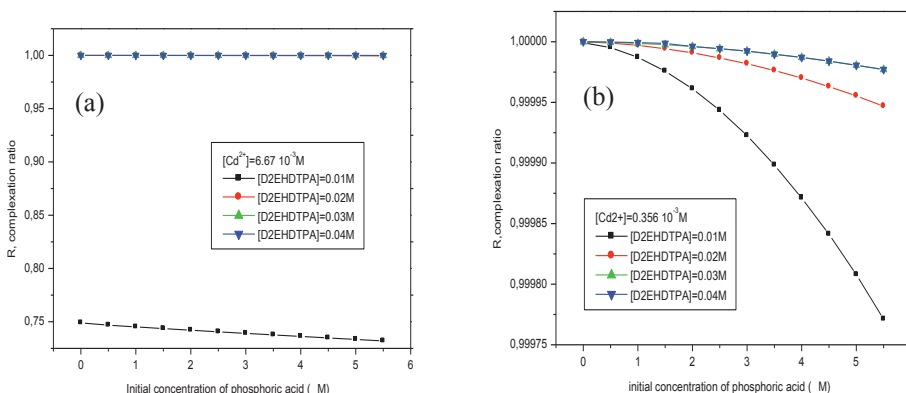 (a)
R, complexation ratio
1,00
0,95
0,90
0,85
0,80
0,75
[Cd²⁺]=6.67 10⁻³M
[D2EHDTPA]=0.01M
[D2EHDTPA]=0.02M
[D2EHDTPA]=0.03M
[D2EHDTPA]=0.04M
0 1 2 3 4 5 6
Initial concentration of phosphoric acid ( M)
(b)
R,complexation ratio
1,00000
0,99995
0,99990
0,99985
0,99980
0,99975
[Cd2+]=0.356 10⁻³M
[D2EHDTPA]=0.01M
[D2EHDTPA]=0.02M
[D2EHDTPA]=0.03M
[D2EHDTPA]=0.04M
0 1 2 3 4 5
initial concentration of phosphoric acid ( M)